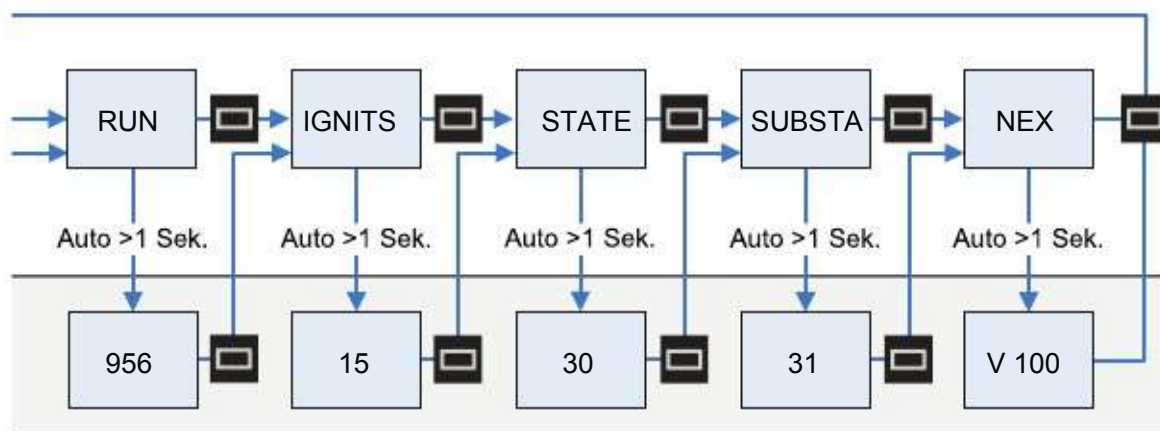 RUN IGNITS STATE SUBSTA NEX
Auto >1 Sek. Auto >1 Sek. Auto >1 Sek. Auto >1 Sek. Auto >1 Sek.
956 15 30 31 V 100